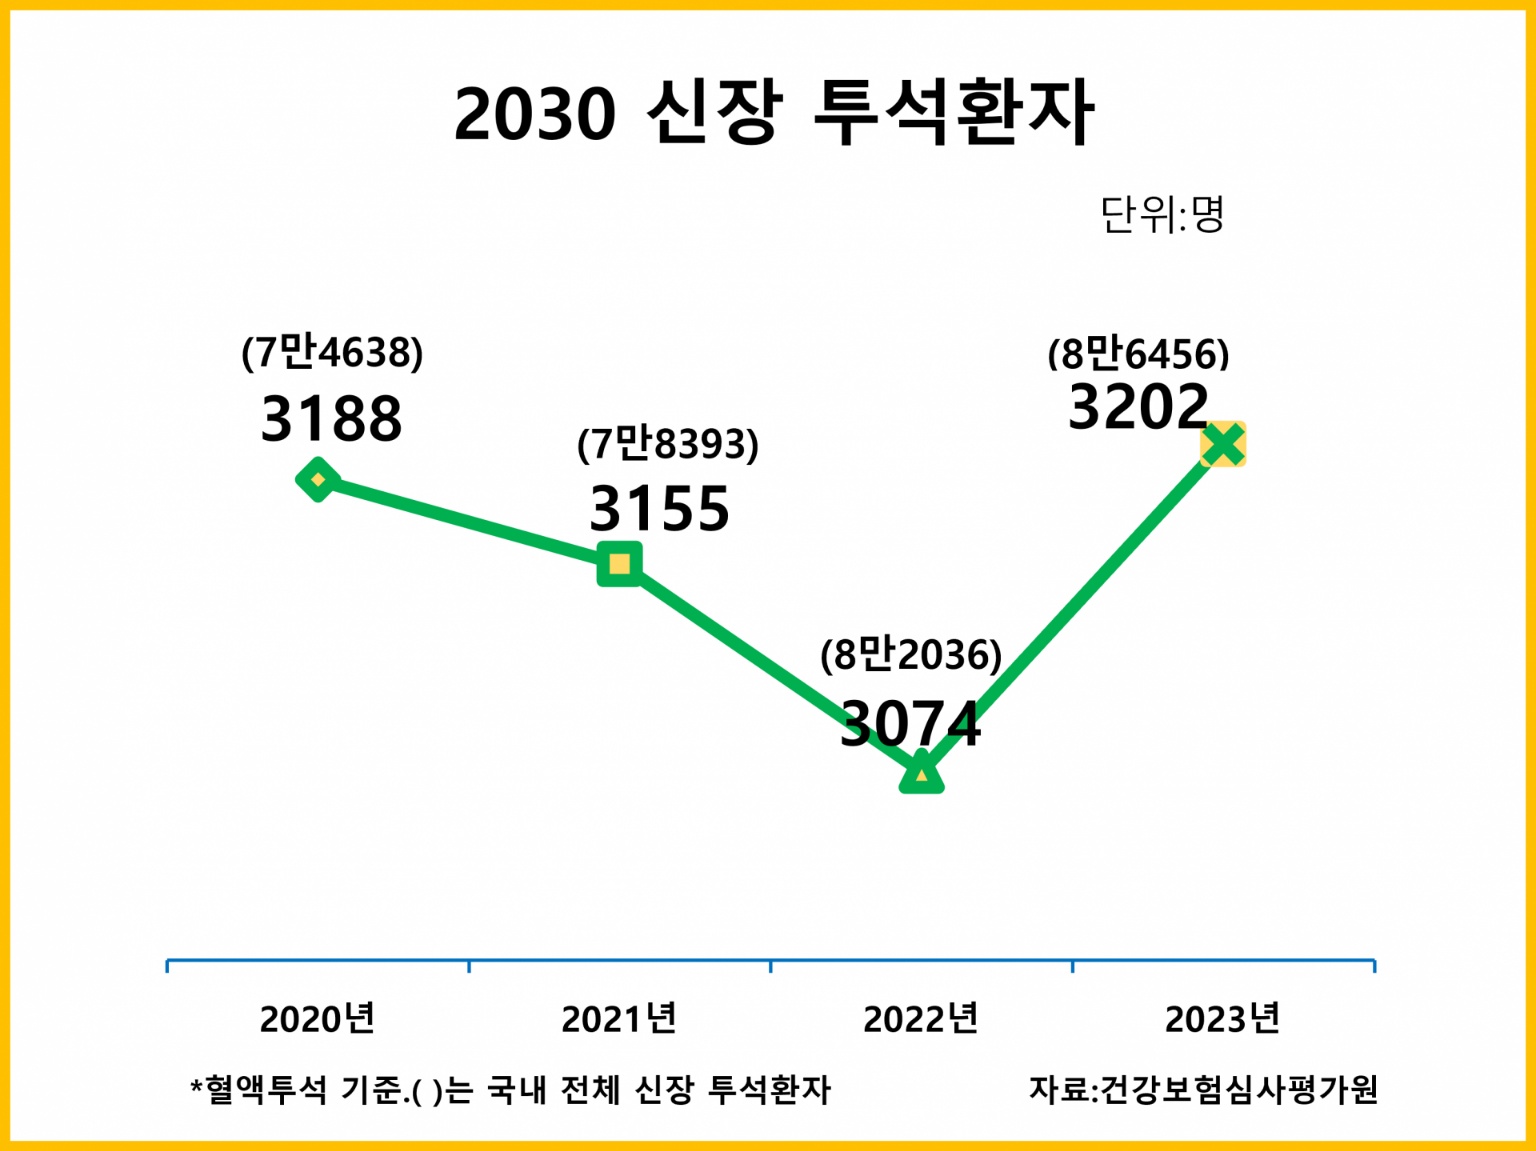 2030 신장 투석환자
단위:명
(7만4638)
3188
(7만8393)
3155
(8만2036)
3074
(8만6456)
3202
2020년 2021년 2022년 2023년
*혈액투석 기준.( )는 국내 전체 신장 투석환자
자료:건강보험심사평가원